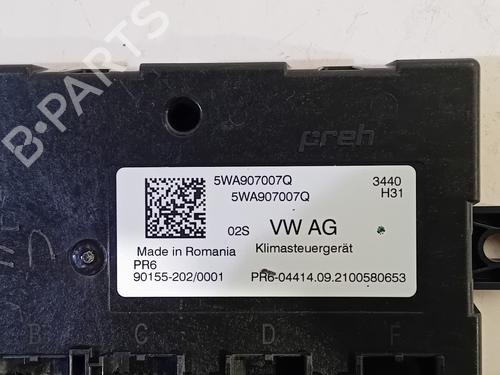 preh
5WA907007Q 3440
5WA907007Q H31
02S VW AG
Made in Romania Klimasteuergerät
PR6
90155-202/0001 PR6-04414.09.2100580653
B C D F
B-PARTS